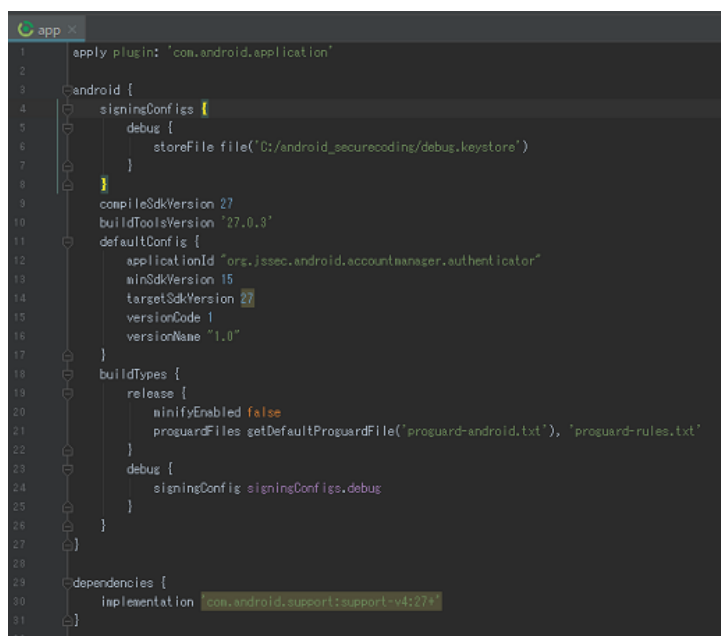 app
1 apply plugin: 'com.android.application'
2
3 android {
4 signingConfigs {
5 debug {
6 storeFile file('C:/android_securecoding/debug.keystore')
7 }
8 }
9 compileSdkVersion 27
10 buildToolsVersion '27.0.3'
11 defaultConfig {
12 applicationId "org.jssec.android.accountmanager.authenticator"
13 minSdkVersion 15
14 targetSdkVersion 27
15 versionCode 1
16 versionName "1.0"
17 }
18 buildTypes {
19 release {
20 minifyEnabled false
21 proguardFiles getDefaultProguardFile('proguard-android.txt'), 'proguard-rules.txt'
22 }
23 debug {
24 signingConfig signingConfigs.debug
25 }
26 }
27 }
28
29 dependencies {
30 implementation 'com.android.support:support-v4:27+'
31 }